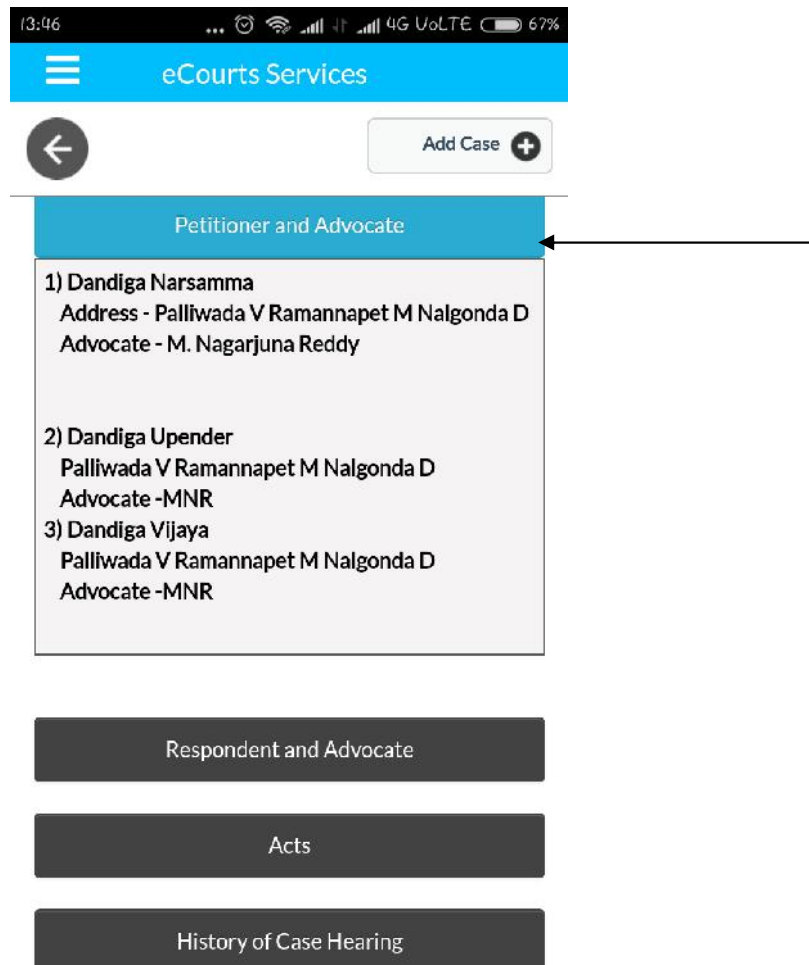 13:46 ... 4G VoLTE 67%
eCourts Services
Add Case
Petitioner and Advocate
1) Dandiga Narsamma
Address - Palliwada V Ramannapet M Nalgonda D
Advocate - M. Nagarjuna Reddy
2) Dandiga Upender
Palliwada V Ramannapet M Nalgonda D
Advocate -MNR
3) Dandiga Vijaya
Palliwada V Ramannapet M Nalgonda D
Advocate -MNR
Respondent and Advocate
Acts
History of Case Hearing